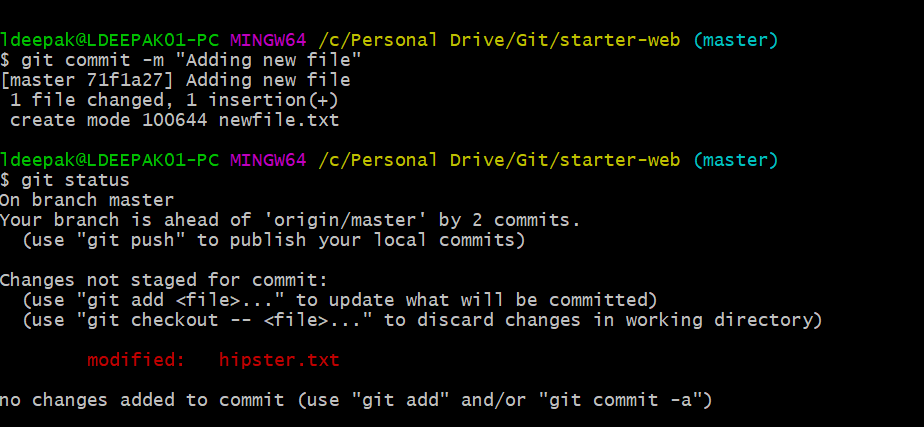 ldeepak@LDEEPAK01-PC MINGW64 /c/Personal Drive/Git/starter-web (master)
$ git commit -m "Adding new file"
[master 71f1a27] Adding new file
 1 file changed, 1 insertion(+)
 create mode 100644 newfile.txt

ldeepak@LDEEPAK01-PC MINGW64 /c/Personal Drive/Git/starter-web (master)
$ git status
On branch master
Your branch is ahead of 'origin/master' by 2 commits.
  (use "git push" to publish your local commits)

Changes not staged for commit:
  (use "git add <file>..." to update what will be committed)
  (use "git checkout -- <file>..." to discard changes in working directory)

        modified:   hipster.txt

no changes added to commit (use "git add" and/or "git commit -a")